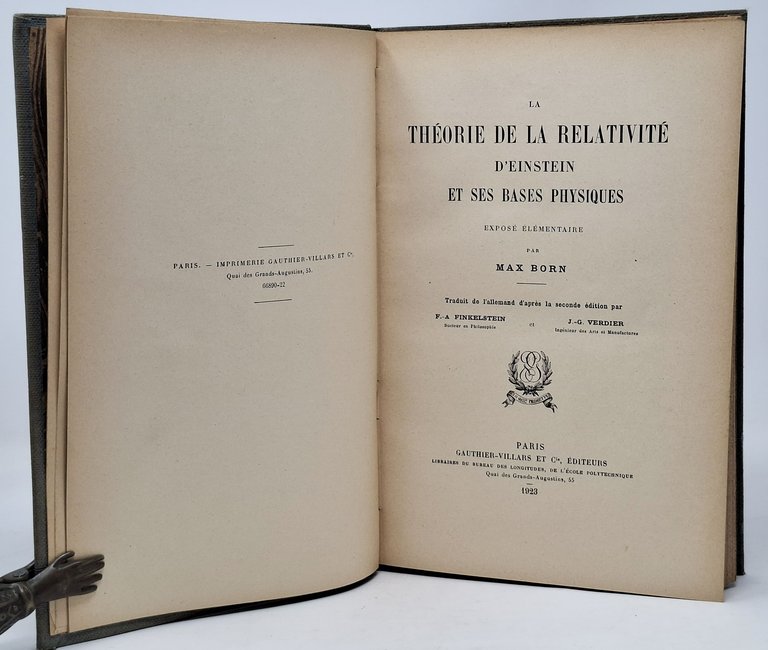 PARIS. — IMPRIMERIE GAUTHIER-VILLARS ET Cie,
Quai des Grands-Augustins, 55.
66890-22
LA
THÉORIE DE LA RELATIVITÉ
D'EINSTEIN
ET SES BASES PHYSIQUES
EXPOSÉ ÉLÉMENTAIRE
PAR
MAX BORN
Traduit de l'allemand d'après la seconde édition par
F.-A FINKELSTEIN et J.-G. VERDIER
Docteur en Philosophie Ingénieur des Arts et Manufactures
PARIS
GAUTHIER-VILLARS ET Cie, ÉDITEURS
LIBRAIRES DU BUREAU DES LONGITUDES, DE L'ÉCOLE POLYTECHNIQUE
Quai des Grands-Augustins, 55
1923